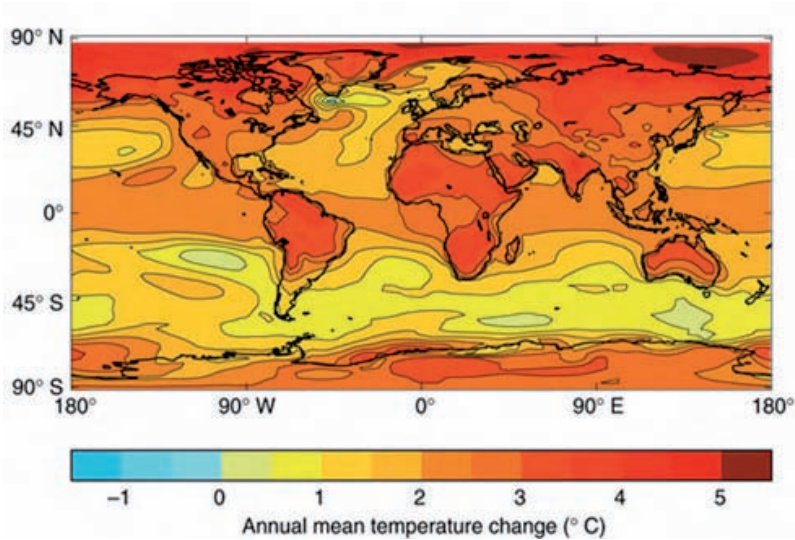 90° N
45° N
0°
45° S
90° S
180° 90° W 0° 90° E 180°
−1 0 1 2 3 4 5
Annual mean temperature change (° C)